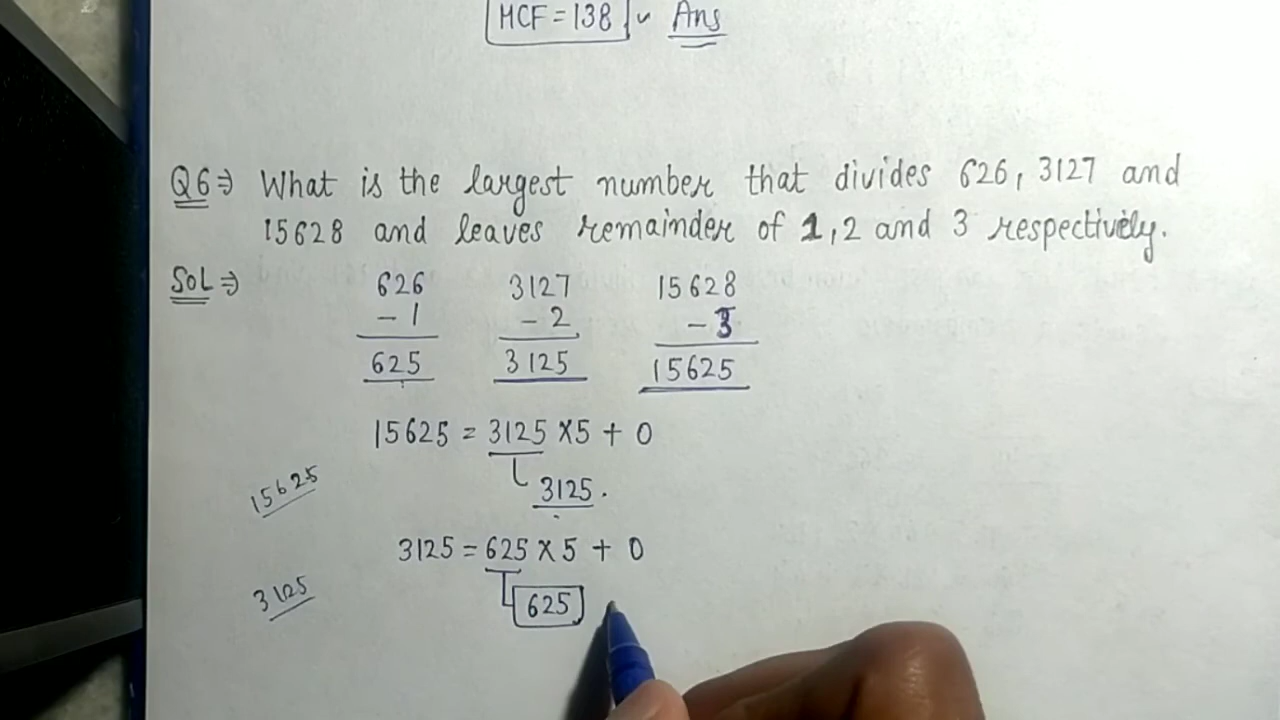 HCF = 138 Ans
Q6⇒ What is the largest number that divides 626, 3127 and
15628 and leaves remainder of 1,2 and 3 respectively.
SOL⇒ 626 3127 15628
- 1 - 2 - 3
625 3125 15625
15625 = 3125 × 5 + 0
15625
3125.
3125 = 625 × 5 + 0
3125
625